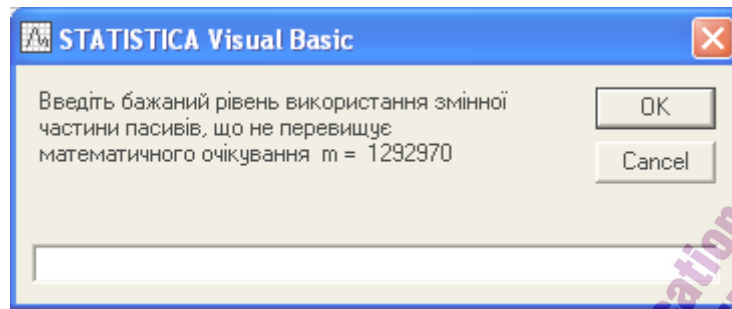 STATISTICA Visual Basic
Введіть бажаний рівень використання змінної
частини пасивів, що не перевищує
математичного очікування m = 1292970
OK
Cancel